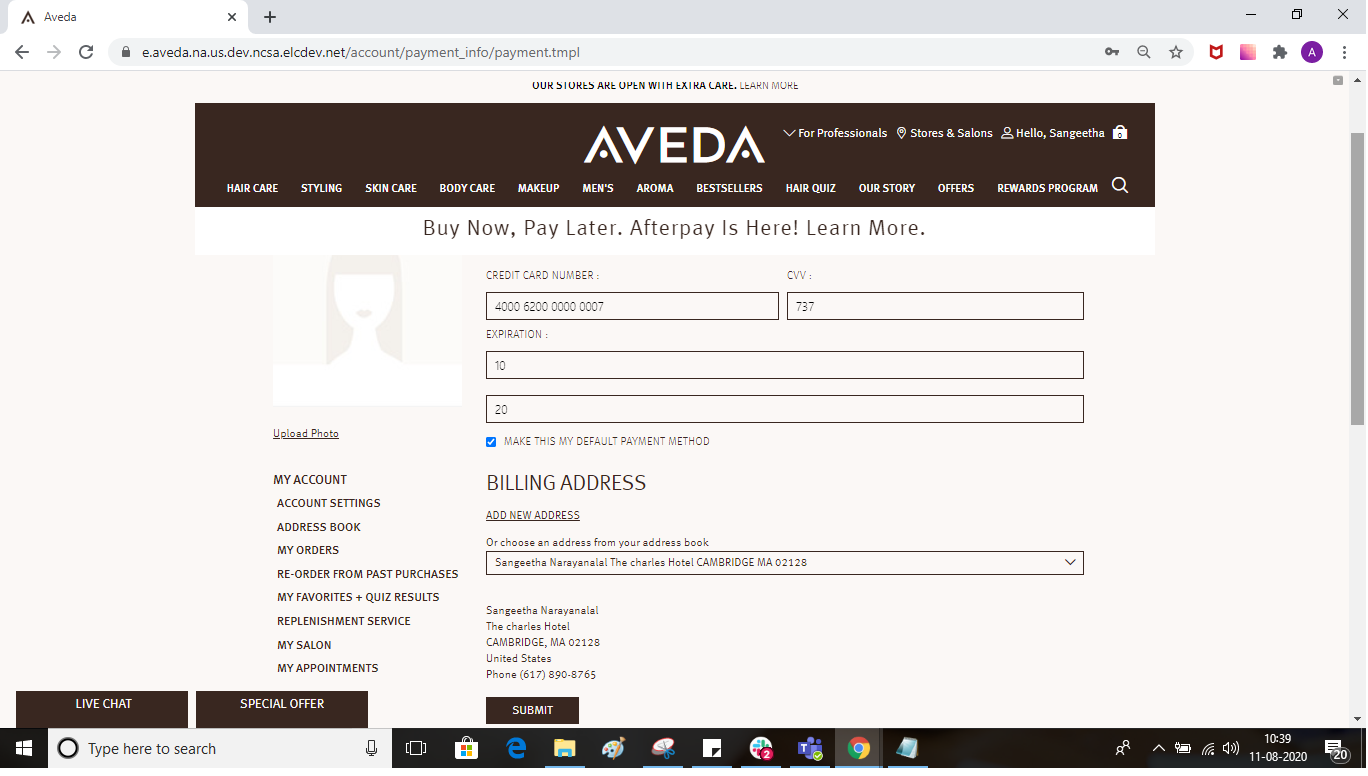 Aveda
e.aveda.na.us.dev.ncsa.elcdev.net/account/payment_info/payment.tmpl
A
OUR STORES ARE OPEN WITH EXTRA CARE. LEARN MORE
AVEDA
For Professionals Stores & Salons Hello, Sangeetha 0
HAIR CARE STYLING SKIN CARE BODY CARE MAKEUP MEN'S AROMA BESTSELLERS HAIR QUIZ OUR STORY OFFERS REWARDS PROGRAM
Buy Now, Pay Later. Afterpay Is Here! Learn More.
CREDIT CARD NUMBER : CVV :
4000 6200 0000 0007 737
EXPIRATION :
10
20
MAKE THIS MY DEFAULT PAYMENT METHOD
Upload Photo
MY ACCOUNT
ACCOUNT SETTINGS
ADDRESS BOOK
MY ORDERS
RE-ORDER FROM PAST PURCHASES
MY FAVORITES + QUIZ RESULTS
REPLENISHMENT SERVICE
MY SALON
MY APPOINTMENTS
BILLING ADDRESS
ADD NEW ADDRESS
Or choose an address from your address book
Sangeetha Narayanalal The charles Hotel CAMBRIDGE MA 02128
Sangeetha Narayanalal
The charles Hotel
CAMBRIDGE, MA 02128
United States
Phone (617) 890-8765
SUBMIT
LIVE CHAT SPECIAL OFFER
Type here to search
2
10:39
11-08-2020
20